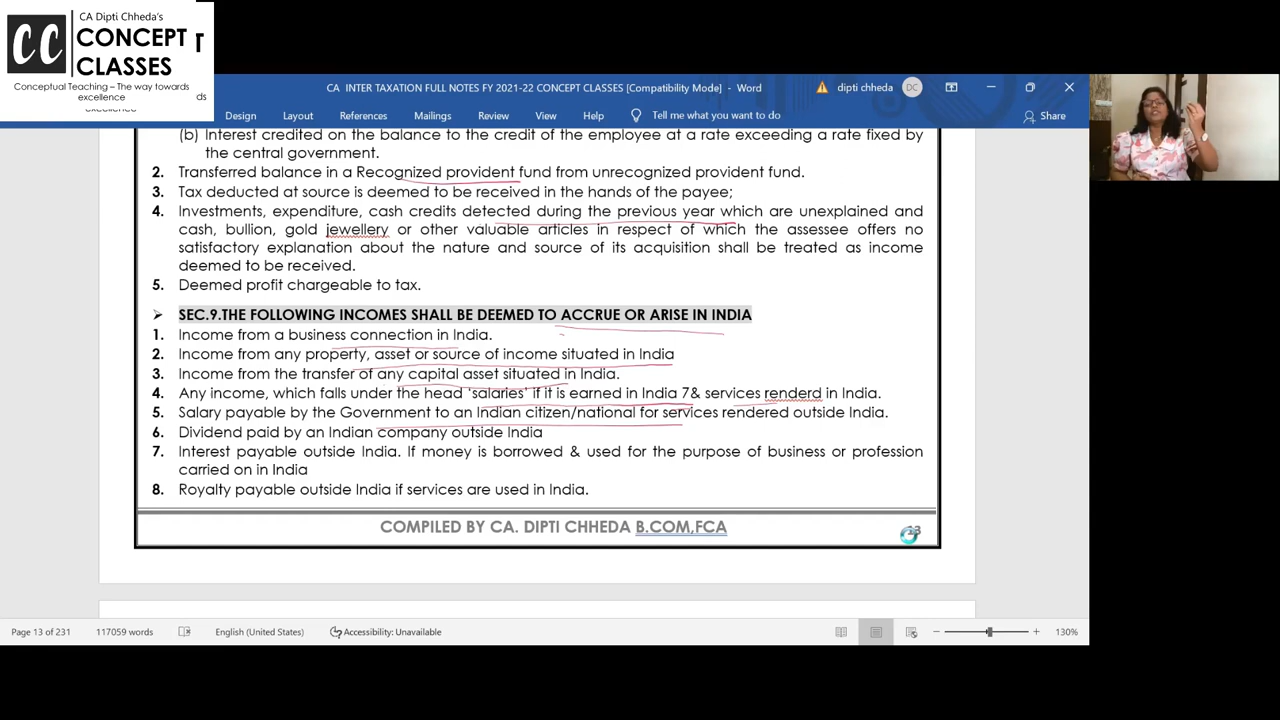 CA Dipti Chheda's
CONCEPT
CLASSES
Conceptual Teaching – The way towards
excellence
ds
CA INTER TAXATION FULL NOTES FY 2021-22 CONCEPT CLASSES [Compatibility Mode] - Word
dipti chheda
DC
Design Layout References Mailings Review View Help Tell me what you want to do
Share
(b) Interest credited on the balance to the credit of the employee at a rate exceeding a rate fixed by
the central government.
2. Transferred balance in a Recognized provident fund from unrecognized provident fund.
3. Tax deducted at source is deemed to be received in the hands of the payee;
4. Investments, expenditure, cash credits detected during the previous year which are unexplained and
cash, bullion, gold jewellery or other valuable articles in respect of which the assessee offers no
satisfactory explanation about the nature and source of its acquisition shall be treated as income
deemed to be received.
5. Deemed profit chargeable to tax.
➢ SEC.9.THE FOLLOWING INCOMES SHALL BE DEEMED TO ACCRUE OR ARISE IN INDIA
1. Income from a business connection in India.
2. Income from any property, asset or source of income situated in India
3. Income from the transfer of any capital asset situated in India.
4. Any income, which falls under the head 'salaries' if it is earned in India 7& services renderd in India.
5. Salary payable by the Government to an Indian citizen/national for services rendered outside India.
6. Dividend paid by an Indian company outside India
7. Interest payable outside India. If money is borrowed & used for the purpose of business or profession
carried on in India
8. Royalty payable outside India if services are used in India.
COMPILED BY CA. DIPTI CHHEDA B.COM,FCA
Page 13 of 231 117059 words English (United States) Accessibility: Unavailable 130%